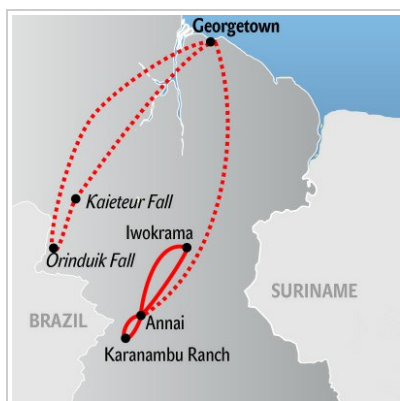 Georgetown
Kaieteur Fall
Iwokrama
Orinduik Fall
SURINAME
BRAZIL
Annai
Karanambu Ranch